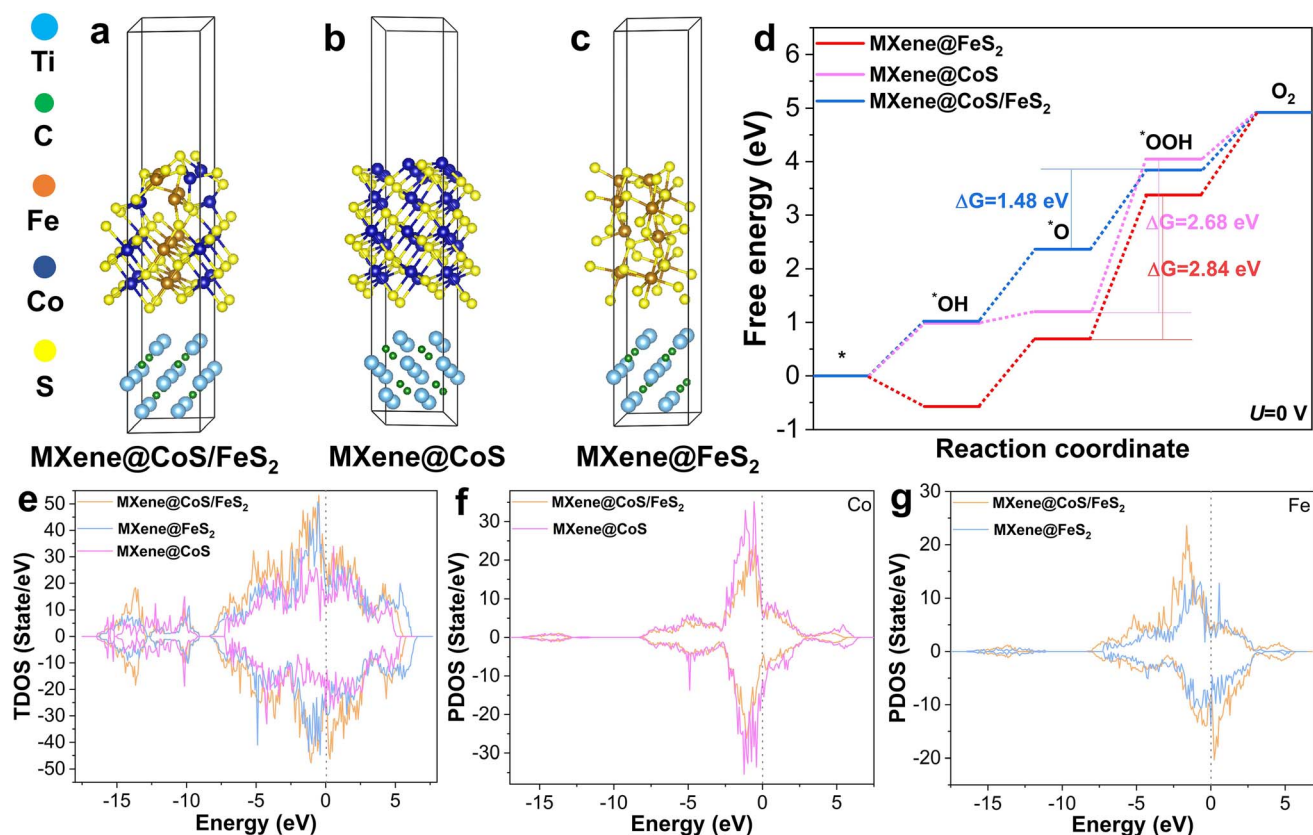 Ti
C
Fe
Co
S
a
MXene@CoS/FeS₂
b
MXene@CoS
c
MXene@FeS₂
d
MXene@FeS₂
MXene@CoS
MXene@CoS/FeS₂
Free energy (eV)
6
5
4
3
2
1
0
-1
*
*OH
*O
*OOH
O₂
ΔG=1.48 eV
ΔG=2.68 eV
ΔG=2.84 eV
U=0 V
Reaction coordinate
e
MXene@CoS/FeS₂
MXene@FeS₂
MXene@CoS
TDOS (State/eV)
50
40
30
20
10
0
-10
-20
-30
-40
-50
-15 -10 -5 0 5
Energy (eV)
f
Co
MXene@CoS/FeS₂
MXene@CoS
PDOS (State/eV)
30
20
10
0
-10
-20
-30
-15 -10 -5 0 5
Energy (eV)
g
Fe
MXene@CoS/FeS₂
MXene@FeS₂
PDOS (State/eV)
30
20
10
0
-10
-20
-15 -10 -5 0 5
Energy (eV)